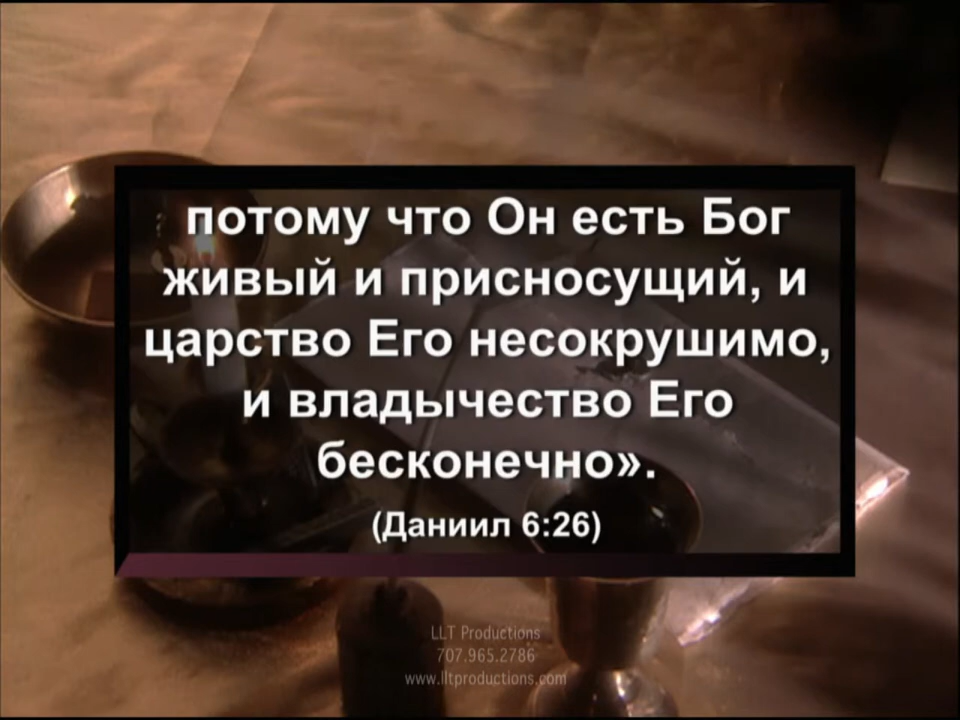 потому что Он есть Бог
живый и присносущий, и
царство Его несокрушимо,
и владычество Его
бесконечно».
(Даниил 6:26)
LLT Productions
707.965.2786
www.lltproductions.com